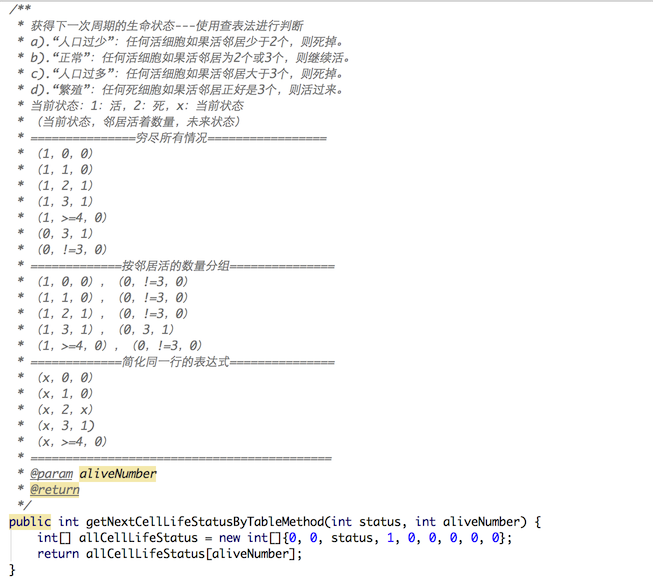 /**
 * 获得下一次周期的生命状态---使用查表法进行判断
 * a).“人口过少”：任何活细胞如果活邻居少于2个，则死掉。
 * b).“正常”：任何活细胞如果活邻居为2个或3个，则继续活。
 * c).“人口过多”：任何活细胞如果活邻居大于3个，则死掉。
 * d).“繁殖”：任何死细胞如果活邻居正好是3个，则活过来。
 * 当前状态：1：活，2：死，x：当前状态
 * （当前状态，邻居活着数量，未来状态）
 * ===============穷尽所有情况=================
 * （1，0，0）
 * （1，1，0）
 * （1，2，1）
 * （1，3，1）
 * （1，>=4，0）
 * （0，3，1）
 * （0，!=3，0）
 * =============按邻居活的数量分组===============
 * （1，0，0），（0，!=3，0）
 * （1，1，0），（0，!=3，0）
 * （1，2，1），（0，!=3，0）
 * （1，3，1），（0，3，1）
 * （1，>=4，0），（0，!=3，0）
 * =============简化同一行的表达式===============
 * （x，0，0）
 * （x，1，0）
 * （x，2，x）
 * （x，3，1)
 * （x，>=4，0）
 * ===========================================
 * @param aliveNumber
 * @return
 */
public int getNextCellLifeStatusByTableMethod(int status, int aliveNumber) {
    int[] allCellLifeStatus = new int[]{0, 0, status, 1, 0, 0, 0, 0, 0};
    return allCellLifeStatus[aliveNumber];
}